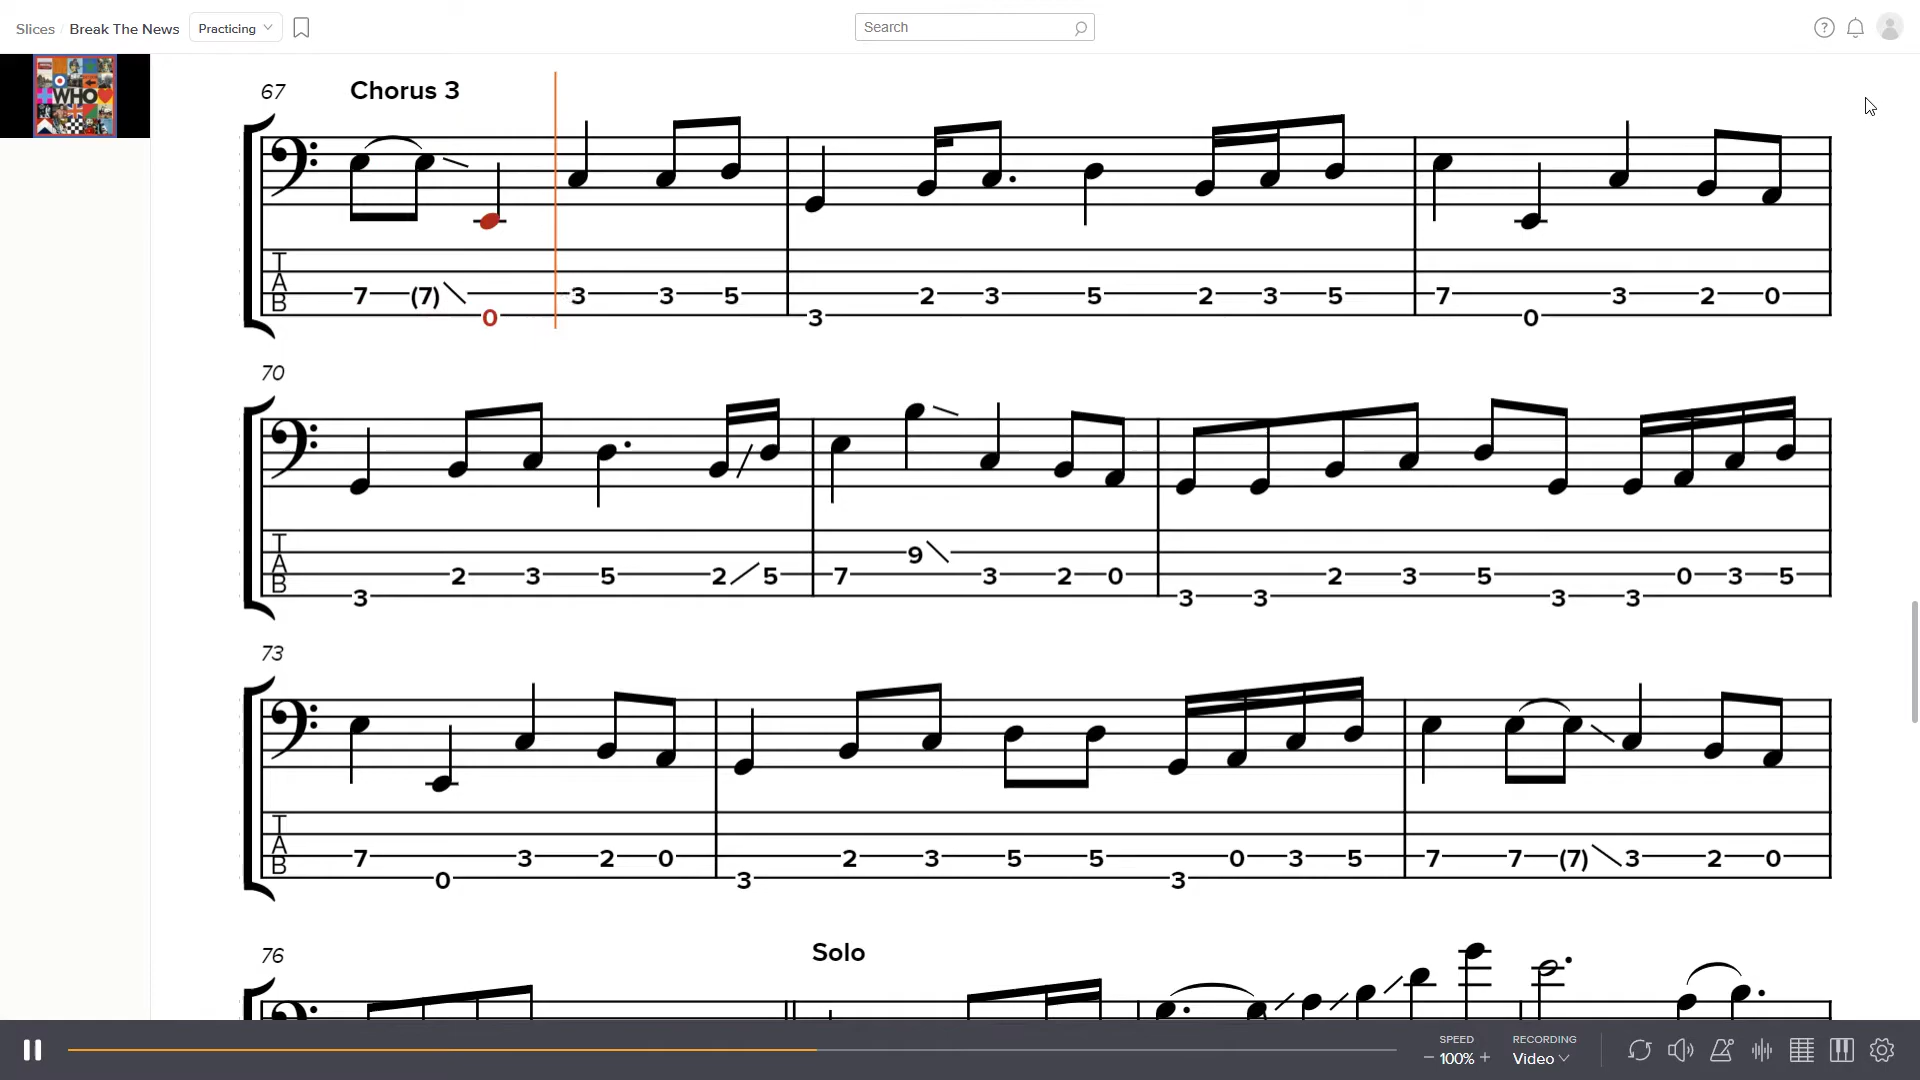 Slices / Break The News Practicing
Search
WHO
67 Chorus 3
T
A
B
7 (7) 0 3 3 5 3 2 3 5 2 3 5 7 0 3 2 0
70
T
A
B
3 2 3 5 2 5 7 9 3 2 0 3 3 2 3 5 3 3 0 3 5
73
T
A
B
7 0 3 2 0 3 2 3 5 5 3 0 3 5 7 7 (7) 3 2 0
76 Solo
SPEED RECORDING
− 100% + Video